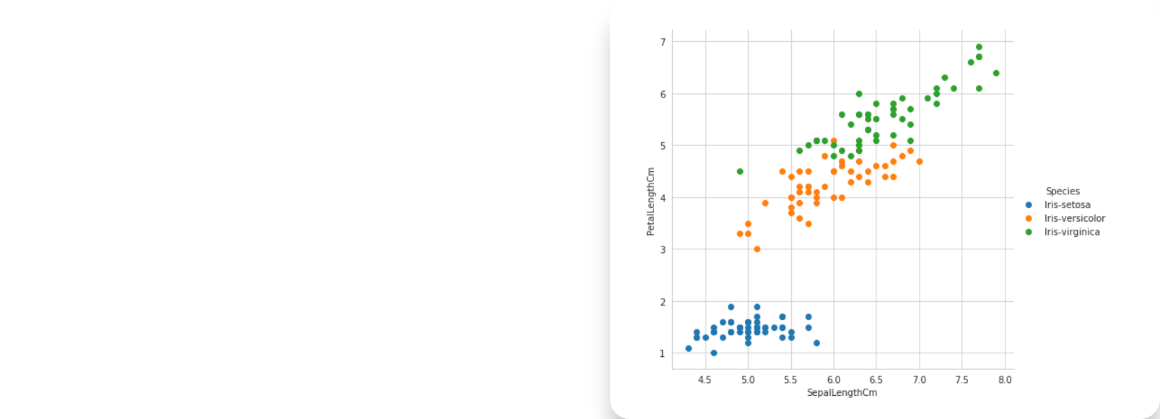 7
6
5
4
3
2
1
PetalLengthCm
4.5 5.0 5.5 6.0 6.5 7.0 7.5 8.0
SepalLengthCm
Species
Iris-setosa
Iris-versicolor
Iris-virginica